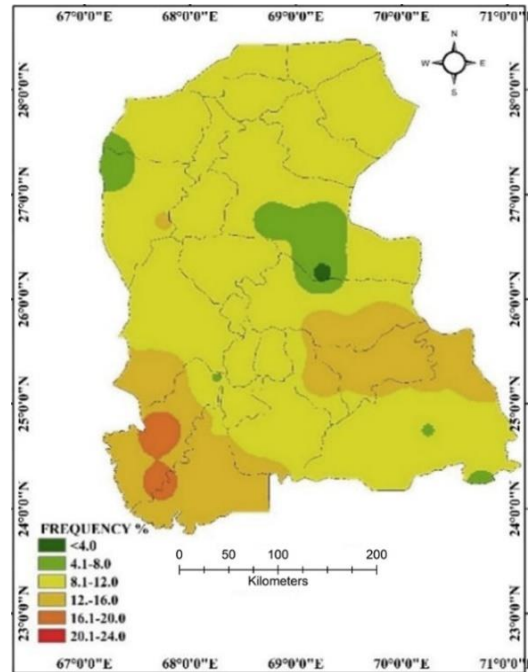 67°0'0"E 68°0'0"E 69°0'0"E 70°0'0"E 71°0'0"E
N
W E
S
28°0'0"N 28°0'0"N
27°0'0"N 27°0'0"N
26°0'0"N 26°0'0"N
25°0'0"N 25°0'0"N
24°0'0"N 24°0'0"N
23°0'0"N 23°0'0"N
FREQUENCY %
<4.0
4.1-8.0
8.1-12.0
12.-16.0
16.1-20.0
20.1-24.0
0 50 100 200
Kilometers
67°0'0"E 68°0'0"E 69°0'0"E 70°0'0"E 71°0'0"E